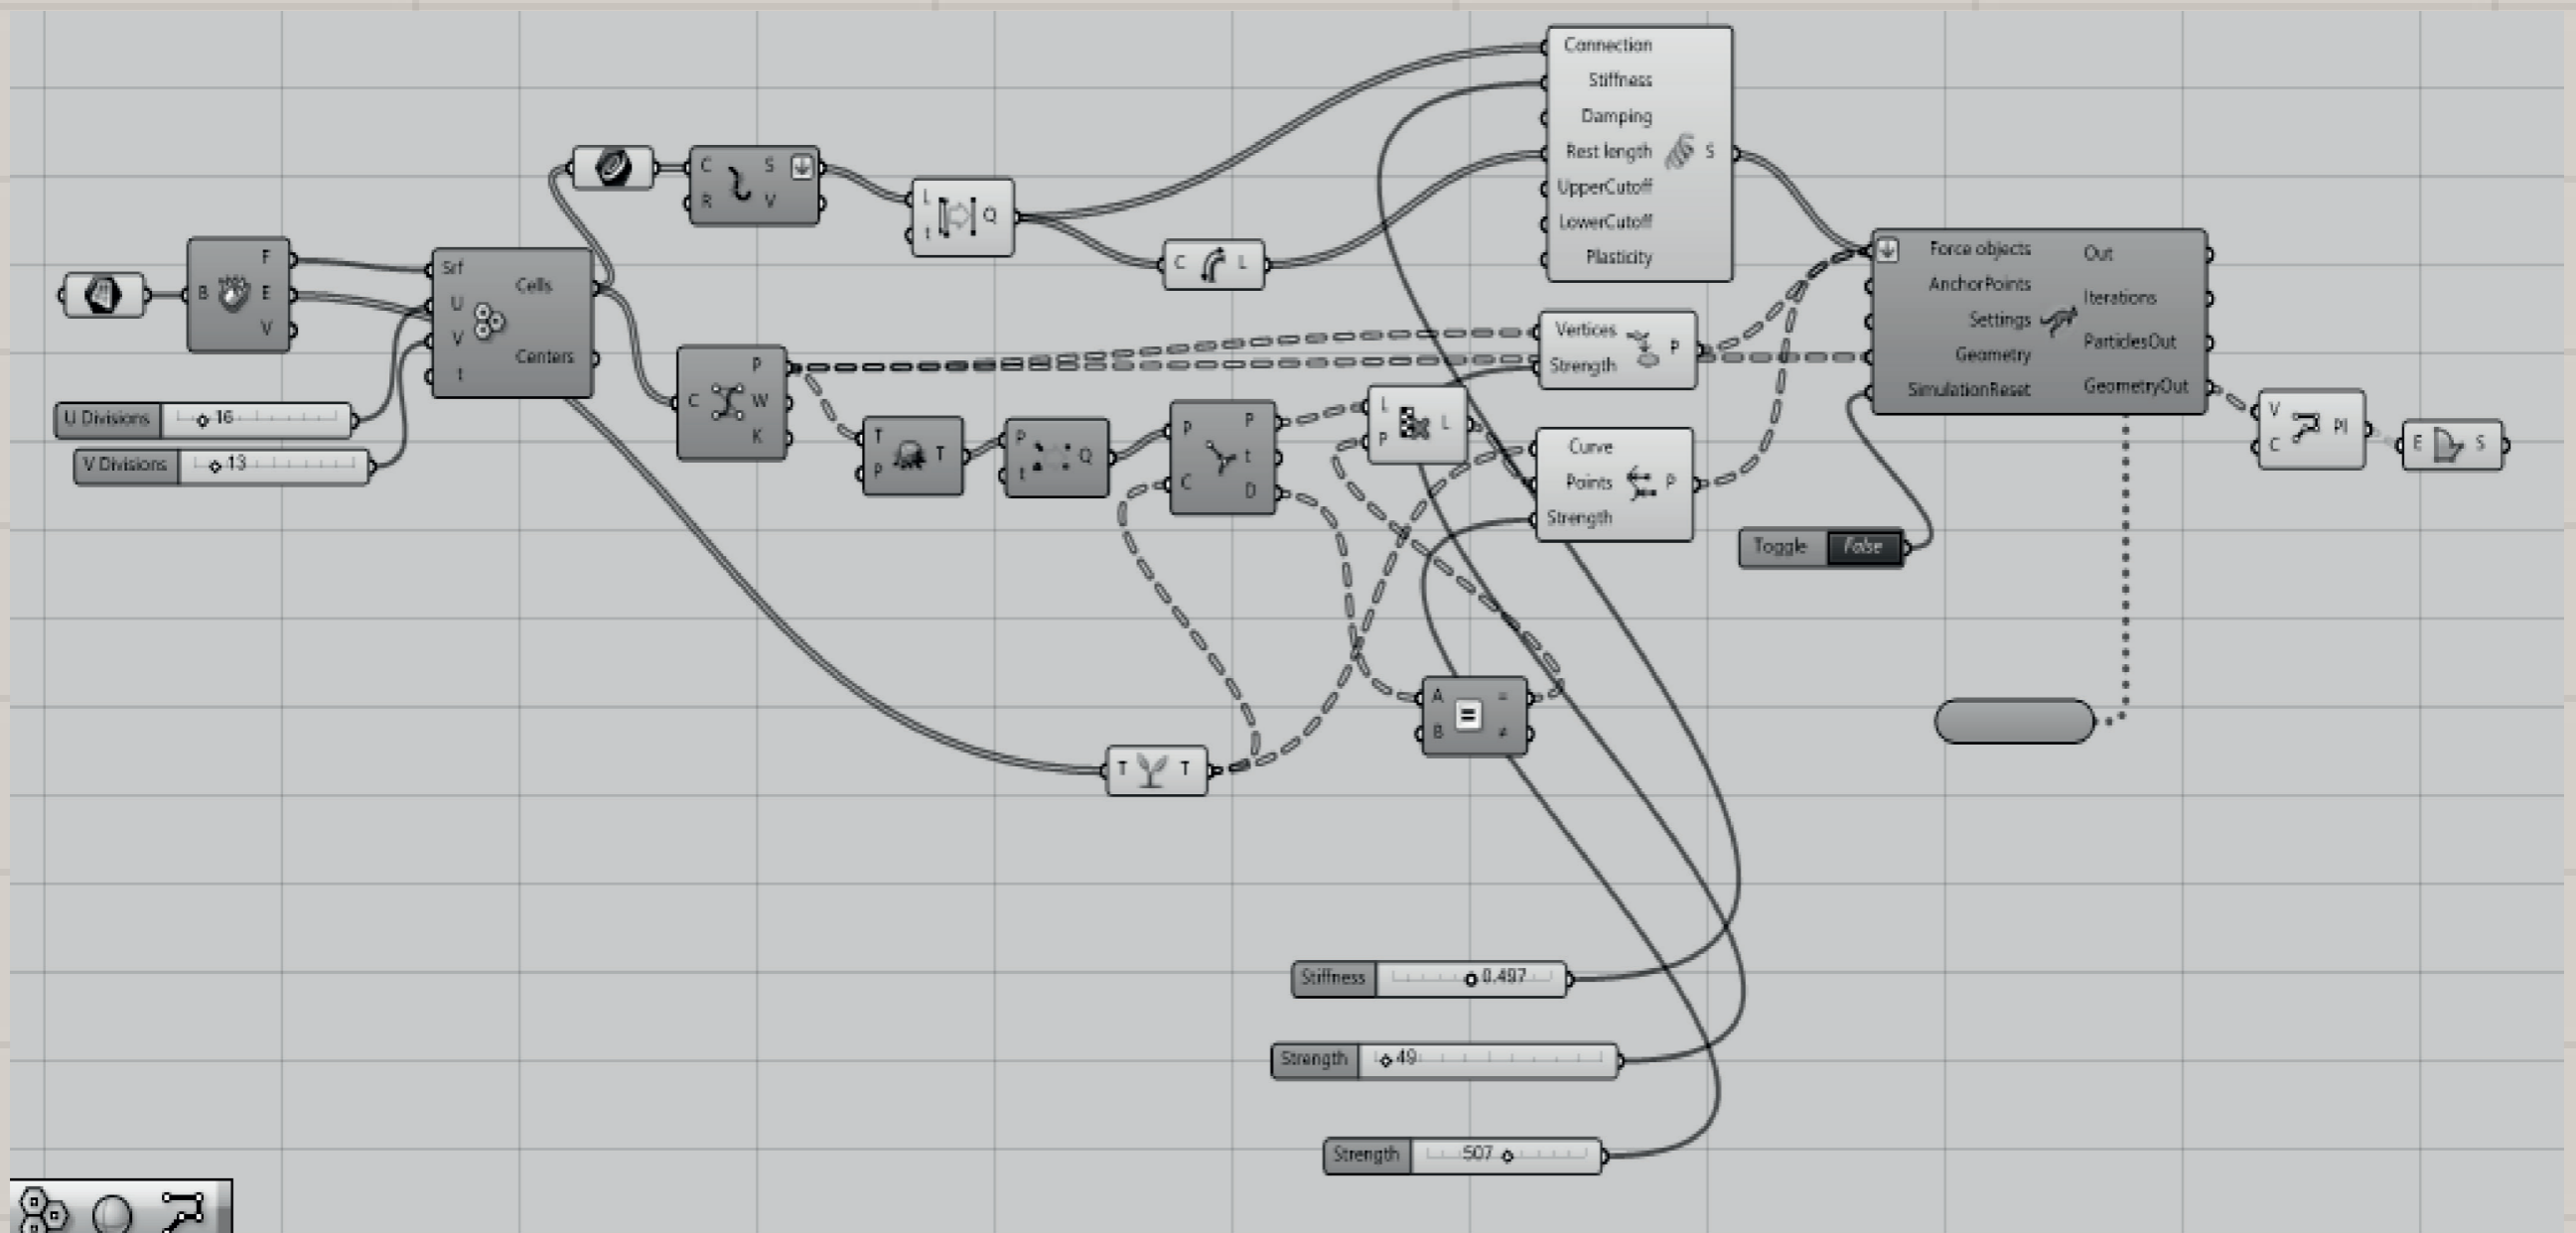 Connection
Stiffness
Damping
Rest length S
UpperCutoff
LowerCutoff
Plasticity
C S
R V
L Q
t
C L
F
B E
V
Srf
U Cells
V
Centers
t
U Divisions 16
V Divisions 13
P
C W
K
T T
P
P Q
t
P P
t
C D
L L
P
Vertices P
Strength
Curve
Points P
Strength
Force objects Out
AnchorPoints
Settings Iterations
Geometry ParticlesOut
SimulationReset GeometryOut
V Pl
C
E S
Toggle False
A = =
B ≠
T T
Stiffness 0.497
Strength 49
Strength 507